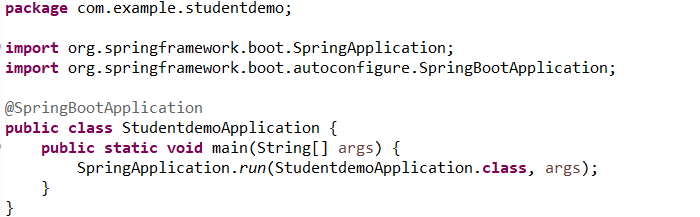 package com.example.studentdemo;
import org.springframework.boot.SpringApplication;
import org.springframework.boot.autoconfigure.SpringBootApplication;
@SpringBootApplication
public class StudentdemoApplication {
public static void main(String[] args) {
SpringApplication.run(StudentdemoApplication.class, args);
}
}